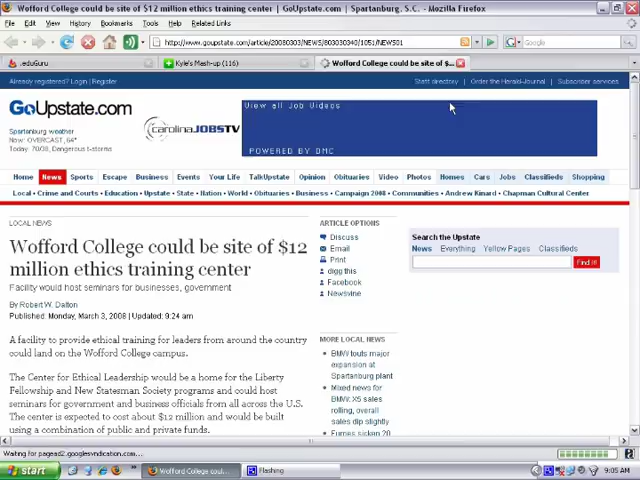 Wofford College could be site of $12 million ethics training center | GoUpstate.com | Spartanburg, S.C. - Mozilla Firefox
File Edit View History Bookmarks Tools Help Related Links
http://www.goupstate.com/article/20080303/NEWS/803030340/1051/NEWS01
Google
.eduGuru
Kyle's Mash-up (116)
Wofford College could be site of $...
Already registered? Login | Register
Staff directory | Order the Herald-Journal | Subscriber services
GoUpstate.com
Spartanburg weather
Now: OVERCAST, 64°
Today: 70/08, Dangerous t-storms
carolina JOBSTV
View all Job Videos
POWERED BY DMC
Home News Sports Escape Business Events Your Life TalkUpstate Opinion Obituaries Video Photos Homes Cars Jobs Classifieds Shopping
Local • Crime and Courts • Education • Upstate • State • Nation • World • Obituaries • Business • Campaign 2008 • Communities • Andrew Kinard • Chapman Cultural Center
LOCAL NEWS
Wofford College could be site of $12
million ethics training center
Facility would host seminars for businesses, government
By Robert W. Dalton
Published: Monday, March 3, 2008 | Updated: 9:24 am
A facility to provide ethical training for leaders from around the country
could land on the Wofford College campus.
The Center for Ethical Leadership would be a home for the Liberty
Fellowship and New Statesman Society programs and could host
seminars for government and business officials from all across the U.S.
The center is expected to cost about $12 million and would be built
using a combination of public and private funds.
ARTICLE OPTIONS
Discuss
Email
Print
digg this
Facebook
Newsvine
MORE LOCAL NEWS
BMW touts major
expansion at
Spartanburg plant
Mixed news for
BMW: X5 sales
rolling, overall
sales dip slightly
Fumes sicken 20
Search the Upstate
News Everything Yellow Pages Classifieds
Find it!
Waiting for pagead2.googlesyndication.com...
start
Wofford College coul...
Flashing
9:05 AM